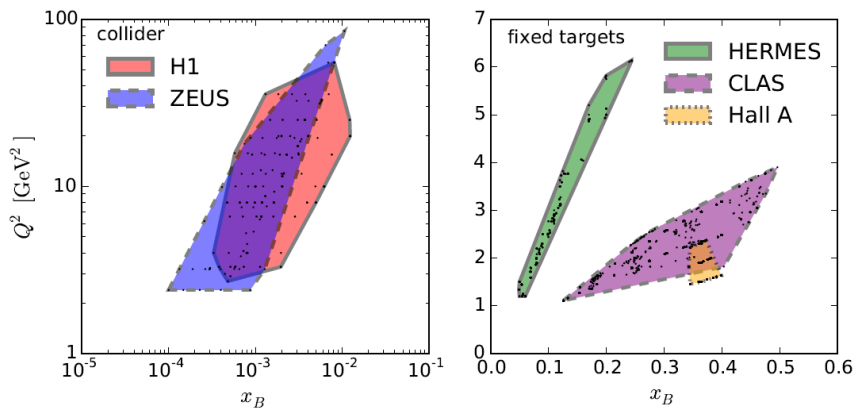 collider
H1
ZEUS
100
10
1
Q² [GeV²]
10⁻⁵ 10⁻⁴ 10⁻³ 10⁻² 10⁻¹
x_B
fixed targets
HERMES
CLAS
Hall A
7
6
5
4
3
2
1
0
0.0 0.1 0.2 0.3 0.4 0.5 0.6
x_B